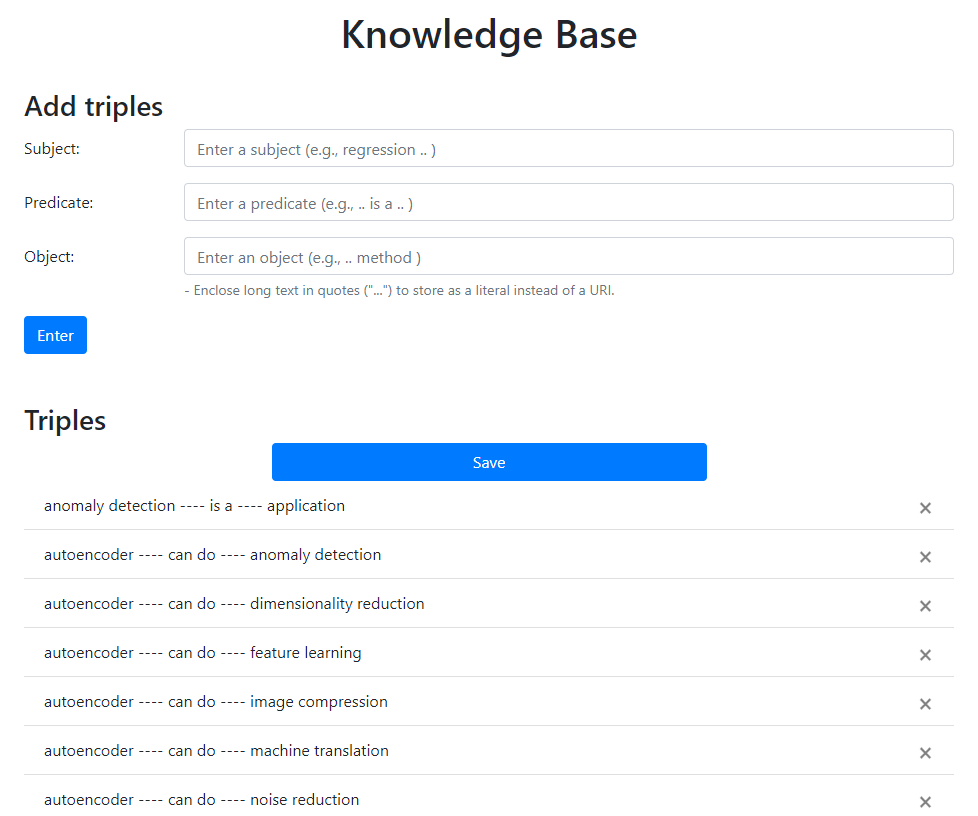 Knowledge Base
Add triples
Subject:
Enter a subject (e.g., regression .. )
Predicate:
Enter a predicate (e.g., .. is a .. )
Object:
Enter an object (e.g., .. method )
- Enclose long text in quotes ("...") to store as a literal instead of a URI.
Enter
Triples
Save
anomaly detection ---- is a ---- application ×
autoencoder ---- can do ---- anomaly detection ×
autoencoder ---- can do ---- dimensionality reduction ×
autoencoder ---- can do ---- feature learning ×
autoencoder ---- can do ---- image compression ×
autoencoder ---- can do ---- machine translation ×
autoencoder ---- can do ---- noise reduction ×